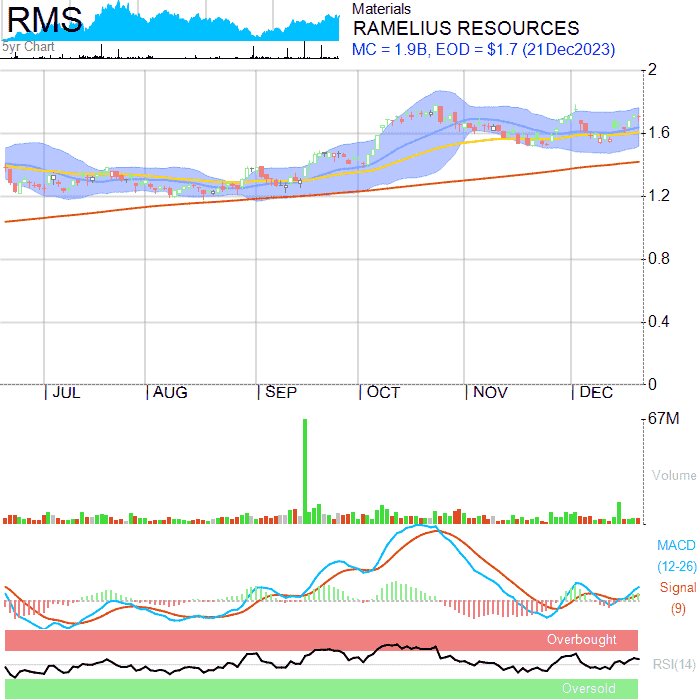 RMS
5yr Chart
Materials
RAMELIUS RESOURCES
MC = 1.9B, EOD = $1.7 (21Dec2023)
2
1.6
1.2
0.8
0.4
0
JUL AUG SEP OCT NOV DEC
67M
Volume
MACD
(12-26)
Signal
(9)
Overbought
RSI(14)
Oversold